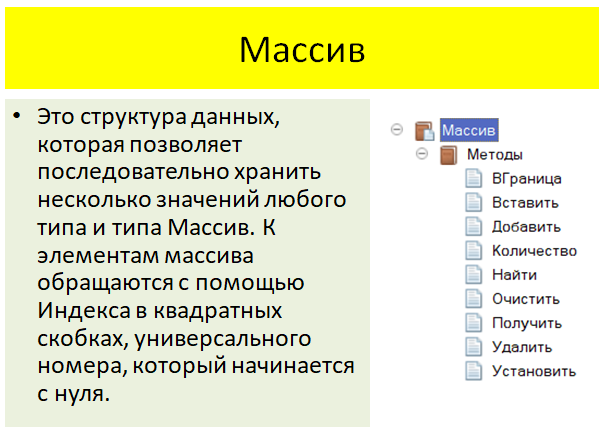 Массив
• Это структура данных,
которая позволяет
последовательно хранить
несколько значений любого
типа и типа Массив. К
элементам массива
обращаются с помощью
Индекса в квадратных
скобках, универсального
номера, который начинается
с нуля.
Массив
Методы
ВГраница
Вставить
Добавить
Количество
Найти
Очистить
Получить
Удалить
Установить